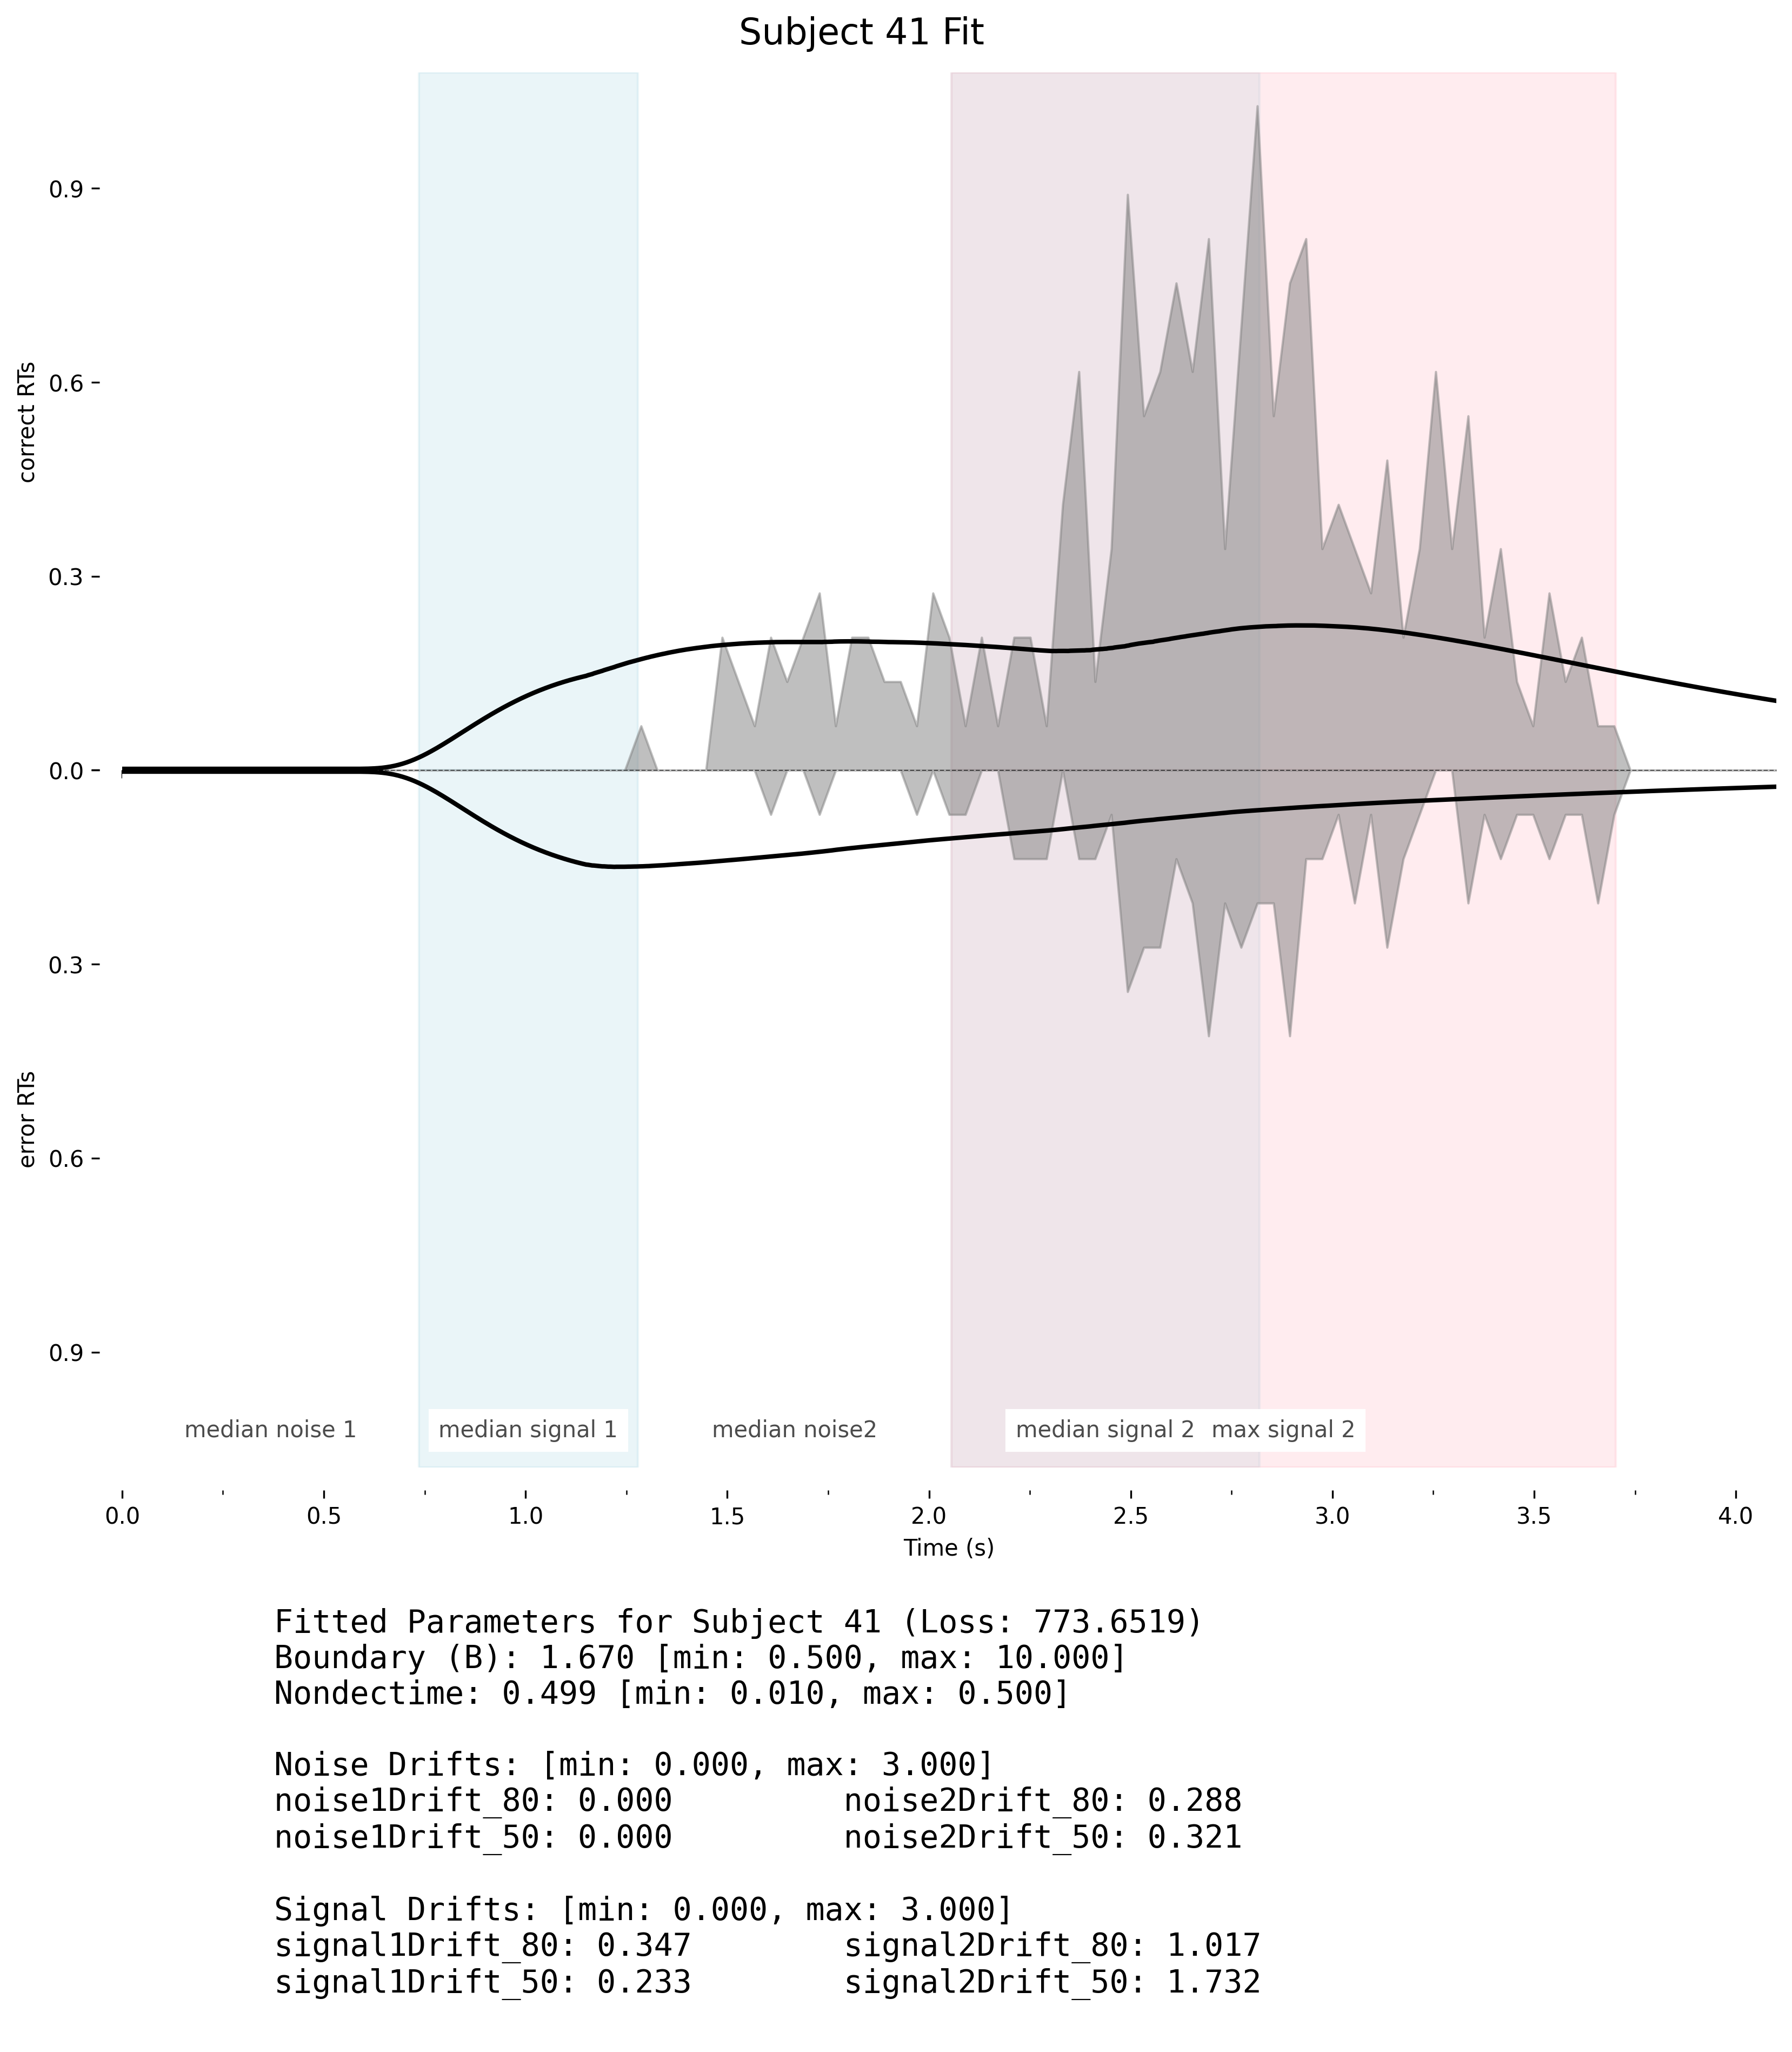 Subject 41 Fit
0.9
0.6
0.3
0.0
0.3
0.6
0.9
correct RTs
error RTs
median noise 1
median signal 1
median noise2
median signal 2
max signal 2
0.0 0.5 1.0 1.5 2.0 2.5 3.0 3.5 4.0
Time (s)
Fitted Parameters for Subject 41 (Loss: 773.6519)
Boundary (B): 1.670 [min: 0.500, max: 10.000]
Nondectime: 0.499 [min: 0.010, max: 0.500]
Noise Drifts: [min: 0.000, max: 3.000]
noise1Drift_80: 0.000 noise2Drift_80: 0.288
noise1Drift_50: 0.000 noise2Drift_50: 0.321
Signal Drifts: [min: 0.000, max: 3.000]
signal1Drift_80: 0.347 signal2Drift_80: 1.017
signal1Drift_50: 0.233 signal2Drift_50: 1.732